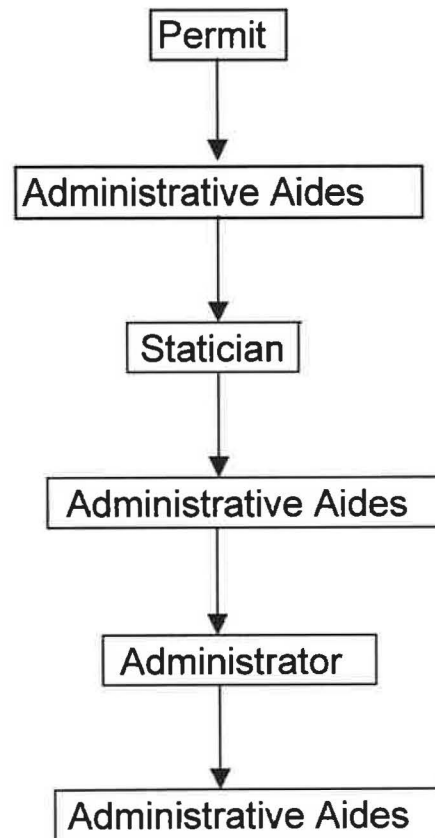 Permit
Administrative Aides
Statician
Administrative Aides
Administrator
Administrative Aides